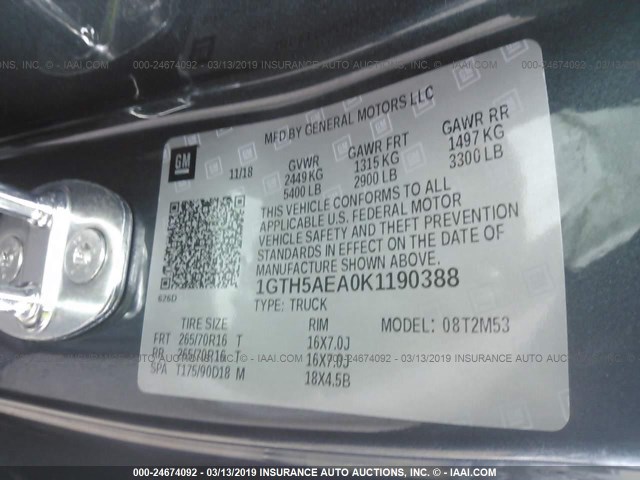 000-24674092 - 03/13/2019 INSURANCE AUTO AUCTIONS, INC. © - IAAI.COM
000-24674092 - 03/13/2019 INSURANCE AUTO AUCTIONS, INC. © - IAAI.COM
GM
MFD BY GENERAL MOTORS LLC
11/18
GVWR GAWR FRT GAWR RR
2449 KG 1315 KG 1497 KG
5400 LB 2900 LB 3300 LB
THIS VEHICLE CONFORMS TO ALL
APPLICABLE U.S. FEDERAL MOTOR
VEHICLE SAFETY AND THEFT PREVENTION
STANDARDS IN EFFECT ON THE DATE OF
MANUFACTURE SHOWN ABOVE.
1GTH5AEA0K1190388
626D
TYPE: TRUCK
TIRE SIZE RIM MODEL: 08T2M53
FRT 265/70R16 T 16X7.0J
RR 265/70R16 T 16X7.0J
SPA T175/90D18 M 18X4.5B
000-24674092 - 03/13/2019 INSURANCE AUTO AUCTIONS, INC. © - IAAI.COM